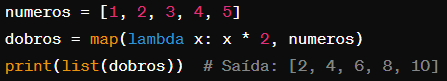 numeros = [1, 2, 3, 4, 5]
dobros = map(lambda x: x * 2, numeros)
print(list(dobros))  # Saída: [2, 4, 6, 8, 10]